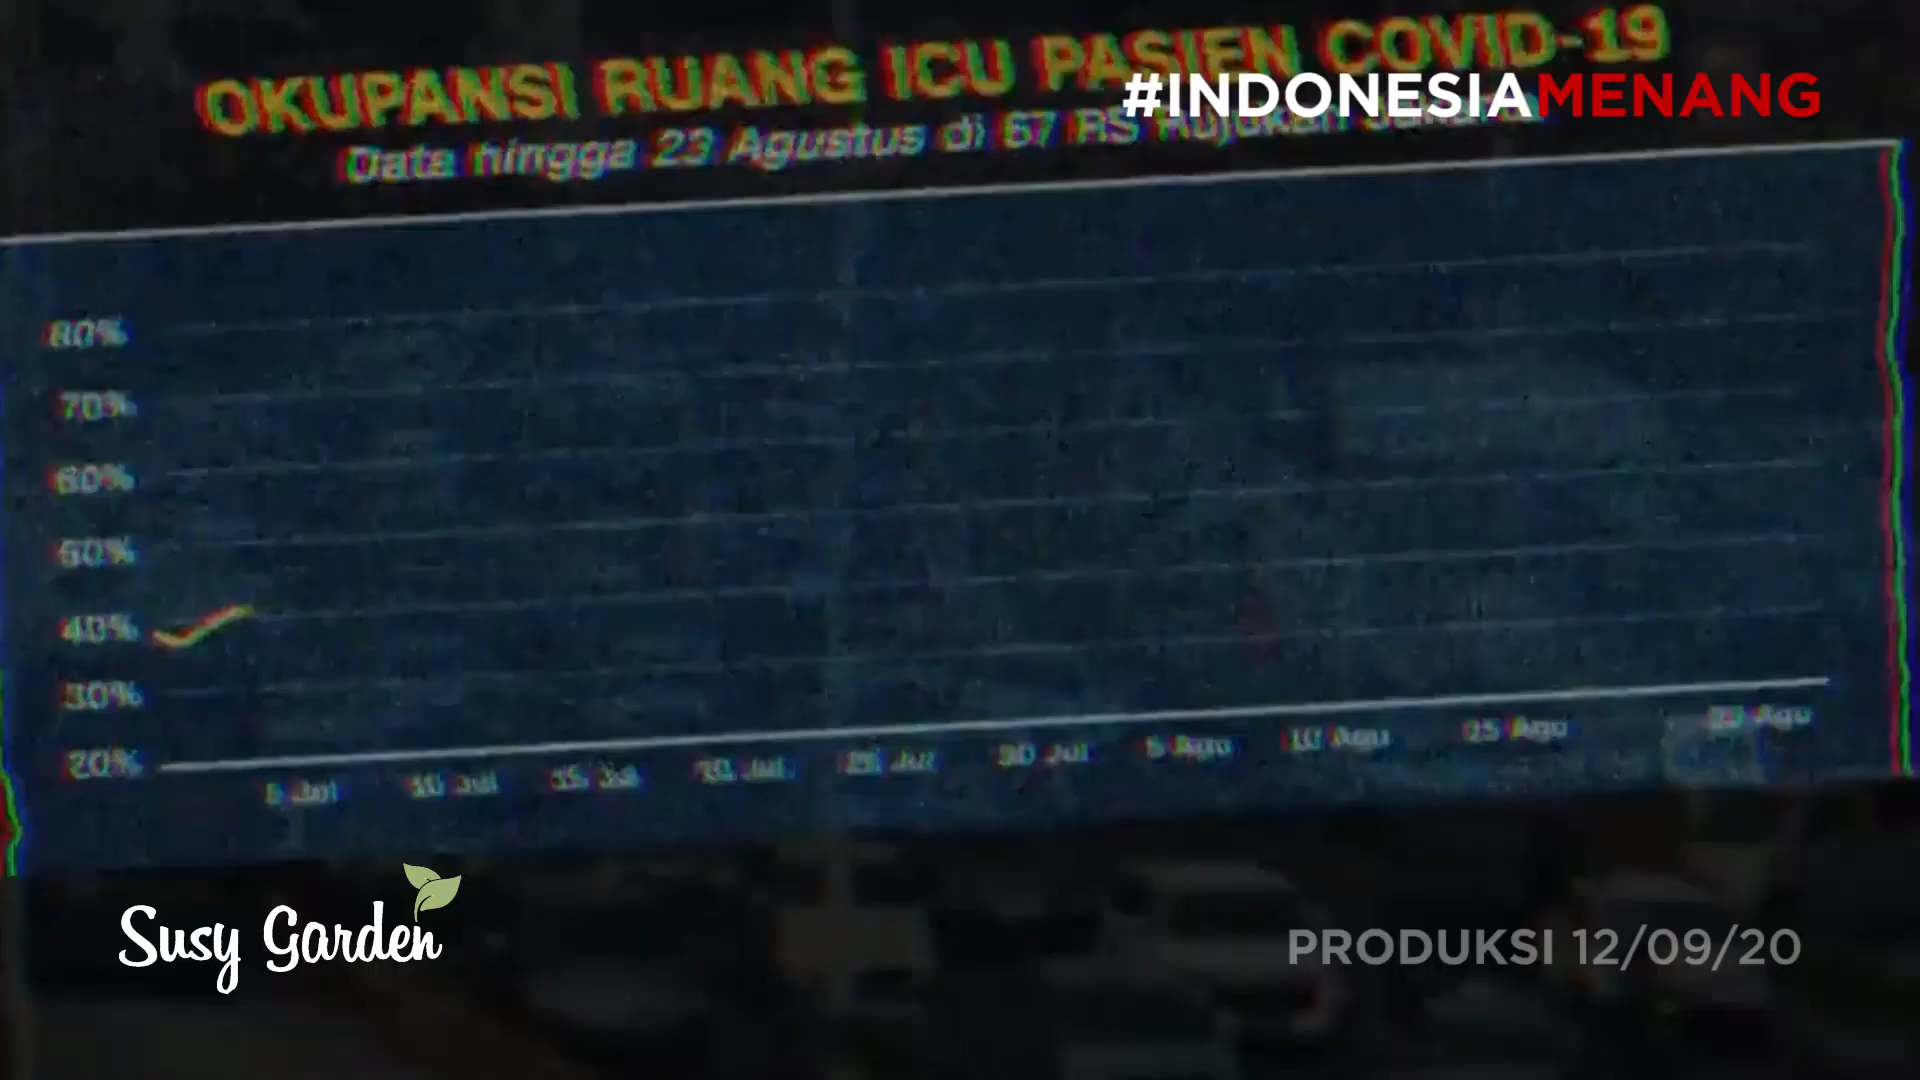 OKUPANSI RUANG ICU PASIEN COVID-19
#INDONESIAMENANG
Data hingga 23 Agustus di 67 RS Rujukan
80%
70%
60%
50%
40%
30%
20%
5 Jul 10 Jul 15 Jul 20 Jul 25 Jul 30 Jul 5 Agu 10 Agu 15 Agu Agu
Susy Garden
PRODUKSI 12/09/20